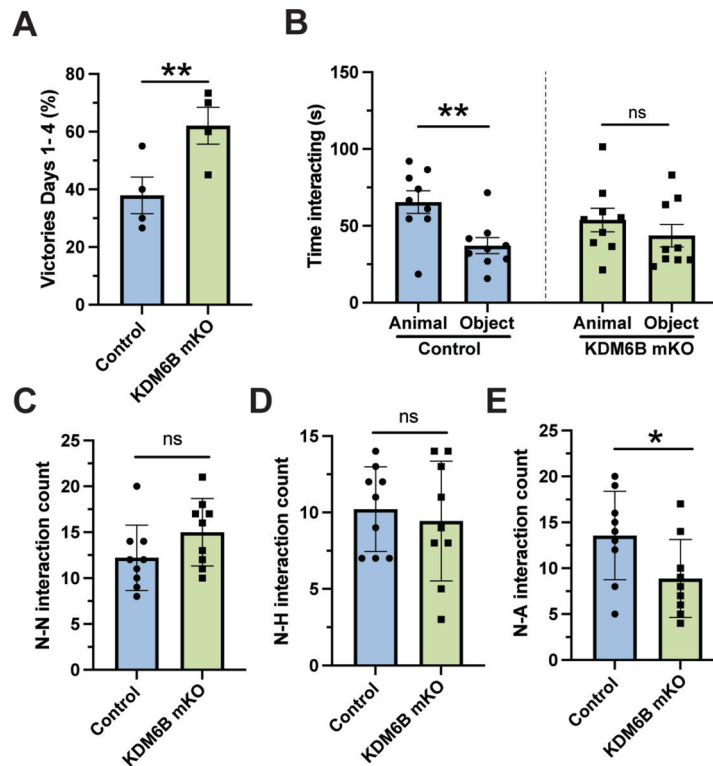 A
Victories Days 1- 4 (%)
80
60
40
20
0
**
Control
KDM6B mKO
B
Time interacting (s)
150
100
50
0
**
ns
Animal Object
Control
Animal Object
KDM6B mKO
C
N-N interaction count
25
20
15
10
5
0
ns
Control
KDM6B mKO
D
N-H interaction count
15
10
5
0
ns
Control
KDM6B mKO
E
N-A interaction count
25
20
15
10
5
0
*
Control
KDM6B mKO